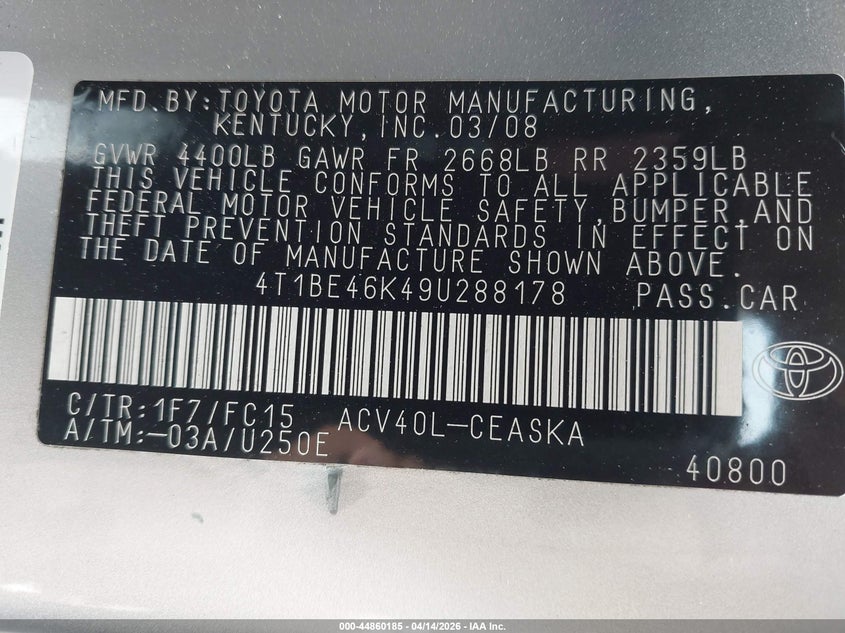 MFD.BY:TOYOTA MOTOR MANUFACTURING,
KENTUCKY,INC.03/08
GVWR 4400LB GAWR FR 2668LB RR 2359LB
THIS VEHICLE CONFORMS TO ALL APPLICABLE
FEDERAL MOTOR VEHICLE SAFETY,BUMPER,AND
THEFT PREVENTION STANDARDS IN EFFECT ON
THE DATE OF MANUFACTURE SHOWN ABOVE.
4T1BE46K49U288178 PASS.CAR
C/TR:1F7/FC15 ACV40L-CEASKA
A/TM:-03A/U250E
40800
000-44860185 - 04/14/2026 - IAA Inc.